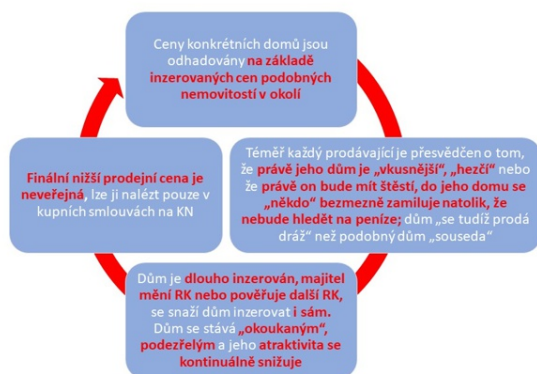 Ceny konkrétních domů jsou
odhadovány na základě
inzerovaných cen podobných
nemovitostí v okolí
Téměř každý prodávající je přesvědčen o tom,
že právě jeho dům je „vkusnější“, „hezčí“ nebo
že právě on bude mít štěstí, do jeho domu se
„někdo“ bezmezně zamiluje natolik, že
nebude hledět na peníze; dům „se tudíž prodá
dráž“ než podobný dům „souseda“
Dům je dlouho inzerován, majitel
mění RK nebo pověřuje další RK,
se snaží dům inzerovat i sám.
Dům se stává „okoukaným“,
podezřelým a jeho atraktivita se
kontinuálně snižuje
Finální nižší prodejní cena je
neveřejná, lze ji nalézt pouze v
kupních smlouvách na KN